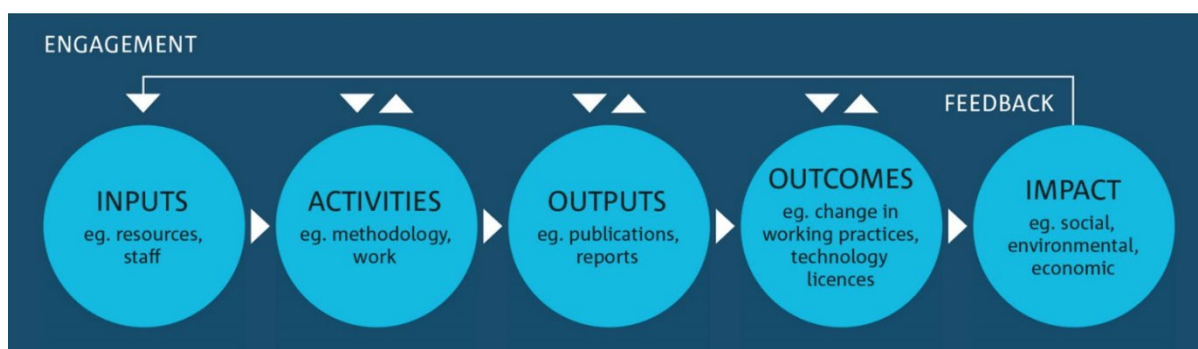 ENGAGEMENT
FEEDBACK
INPUTS
eg. resources,
staff
ACTIVITIES
eg. methodology,
work
OUTPUTS
eg. publications,
reports
OUTCOMES
eg. change in
working practices,
technology
licences
IMPACT
eg. social,
environmental,
economic